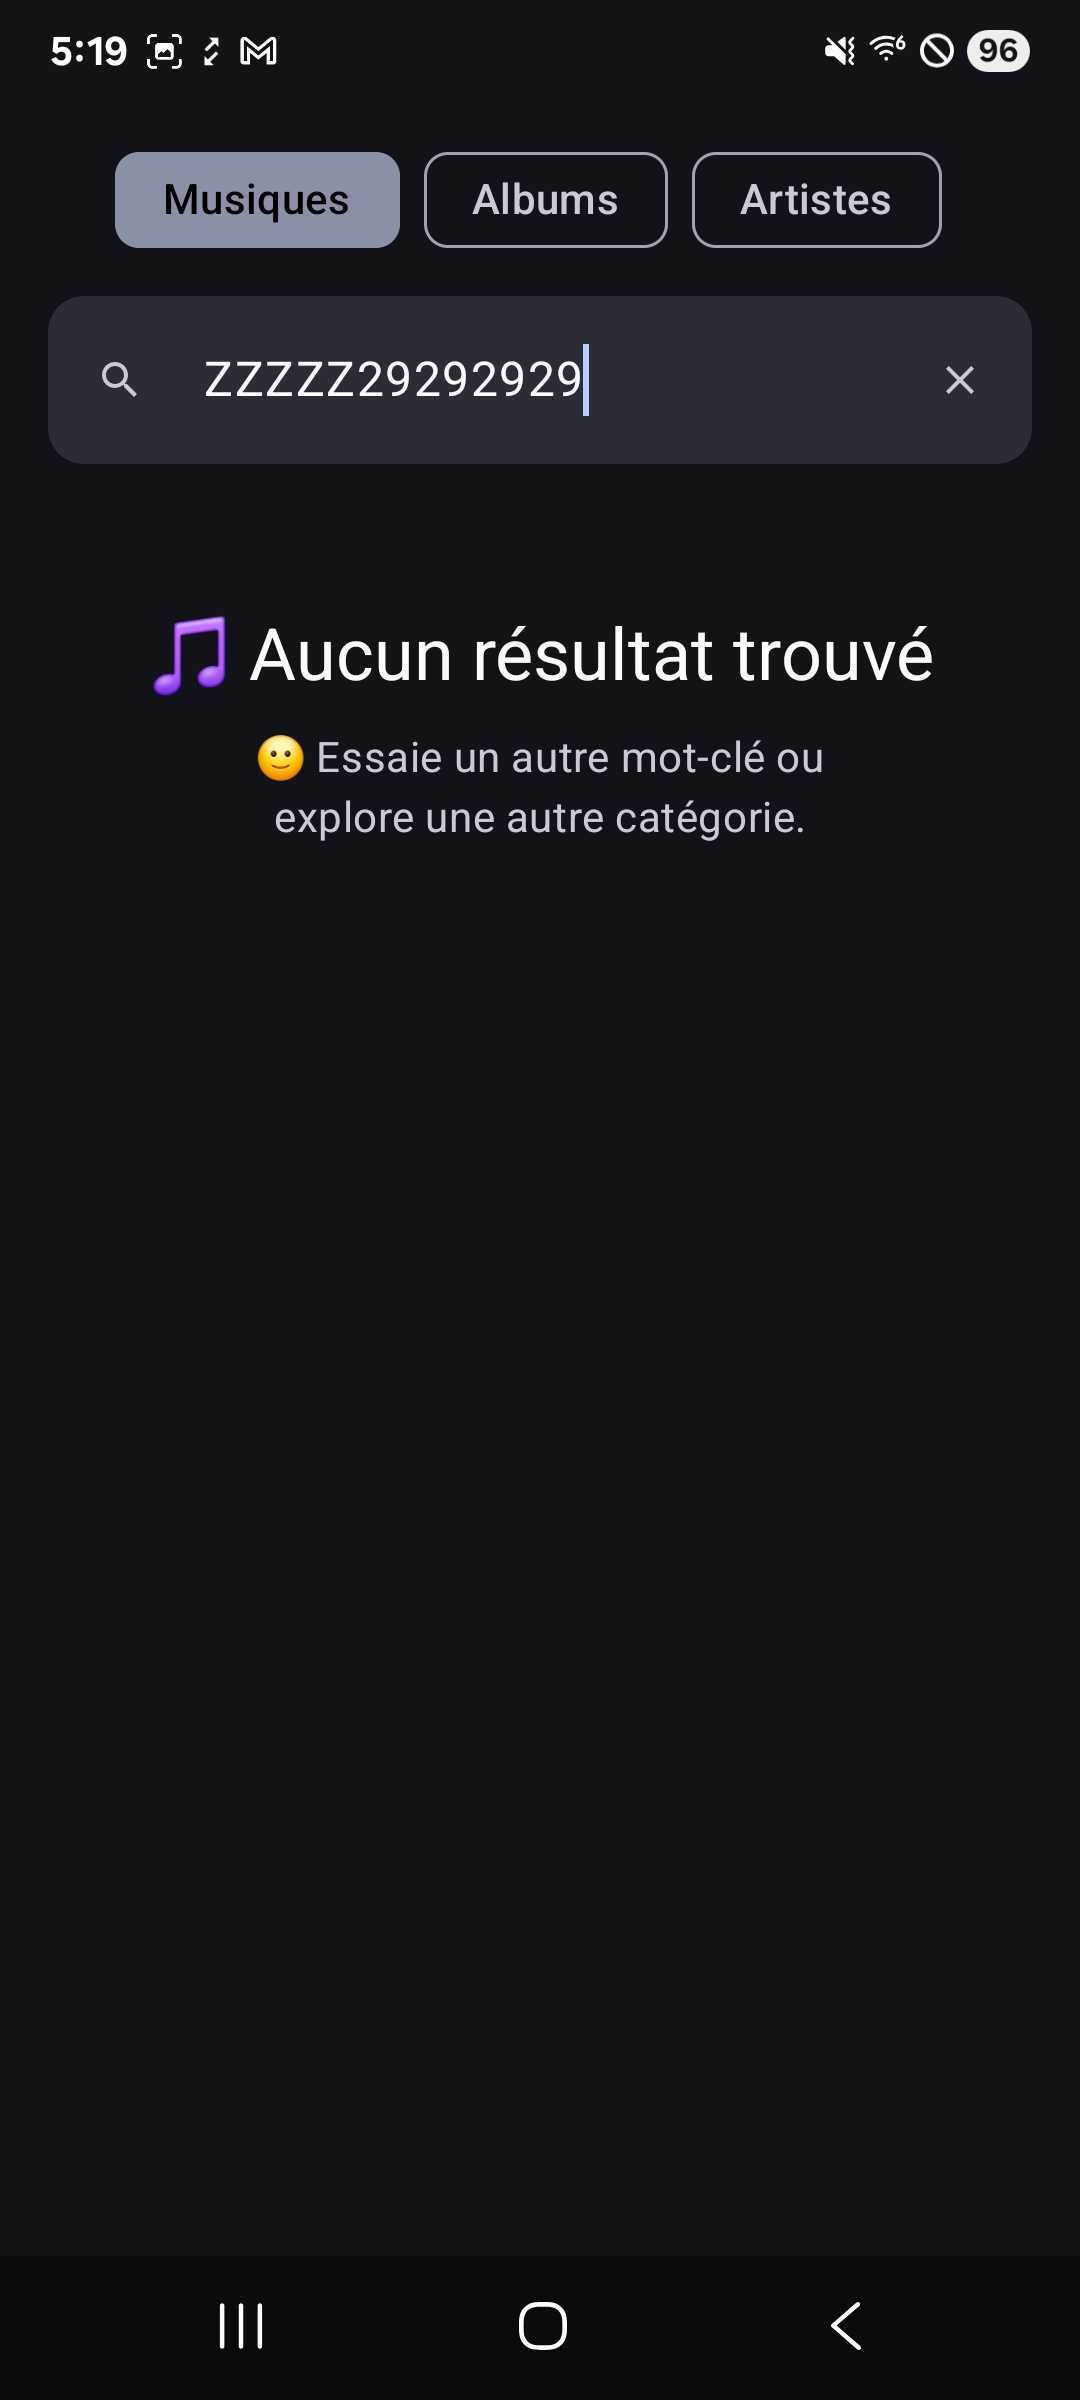 5:19
6
96
Musiques
Albums
Artistes
ZZZZZ29292929
🎵 Aucun résultat trouvé
🙂 Essaie un autre mot-clé ou
explore une autre catégorie.